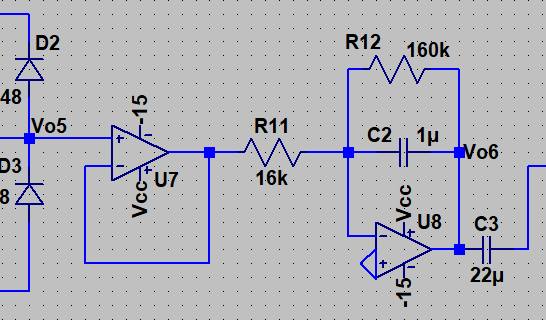 D2
48
Vo5
D3
8
-15
+
-
-
+
U7
Vcc
R11
16k
R12
160k
C2
1µ
Vo6
Vcc
U8
-
+
+
-
-15
C3
22µ